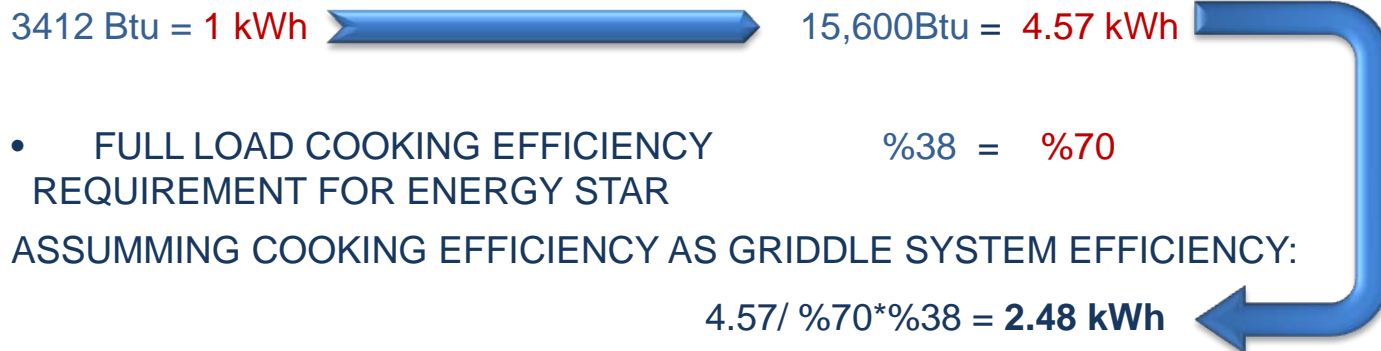 3412 Btu = 1 kWh 15,600Btu = 4.57 kWh
• FULL LOAD COOKING EFFICIENCY %38 = %70
REQUIREMENT FOR ENERGY STAR
ASSUMMING COOKING EFFICIENCY AS GRIDDLE SYSTEM EFFICIENCY:
4.57/ %70*%38 = 2.48 kWh